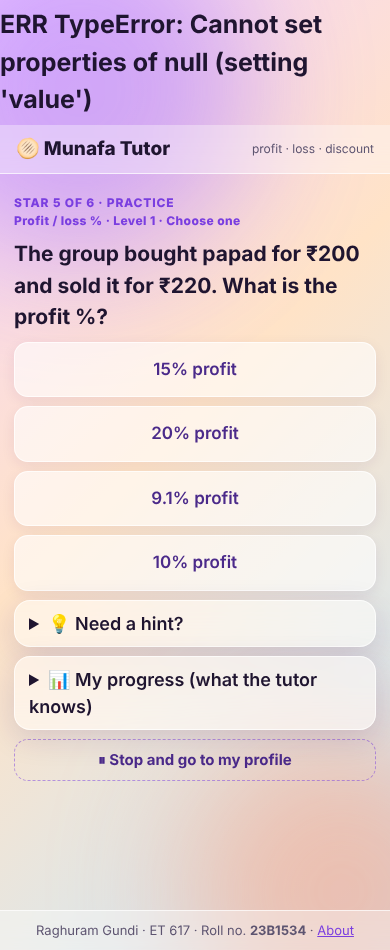 ERR TypeError: Cannot set
properties of null (setting
'value')
Munafa Tutor
profit · loss · discount
STAR 5 OF 6 · PRACTICE
Profit / loss % · Level 1 · Choose one
The group bought papad for ₹200
and sold it for ₹220. What is the
profit %?
15% profit
20% profit
9.1% profit
10% profit
▶ 💡 Need a hint?
▶ 📊 My progress (what the tutor
knows)
⏹ Stop and go to my profile
Raghuram Gundi · ET 617 · Roll no. 23B1534 · About